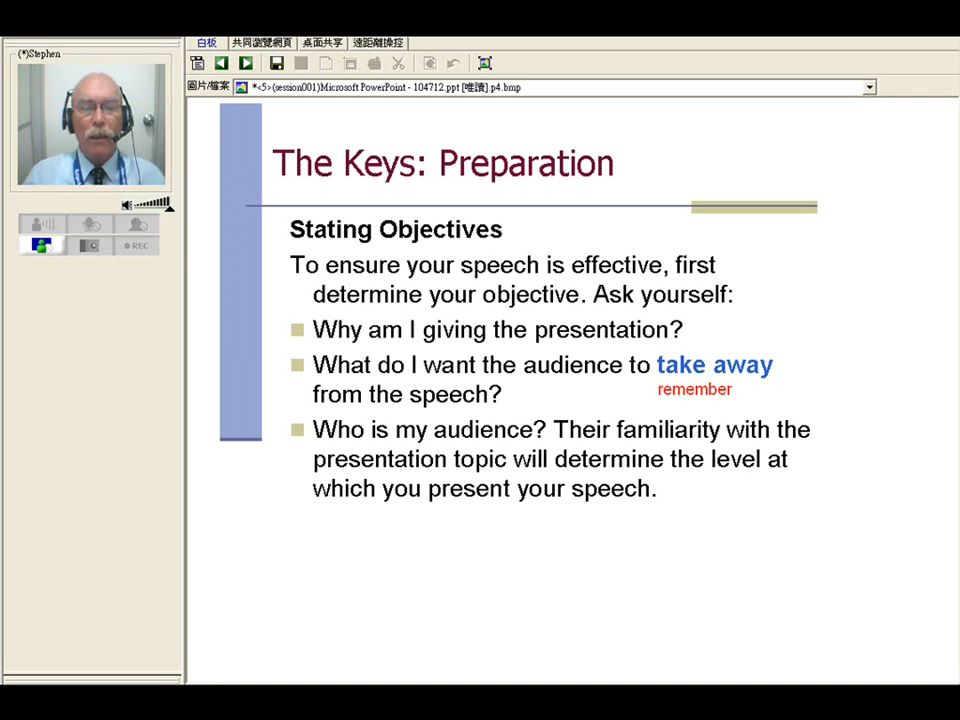 白板 共同瀏覽網頁 桌面共享 遠距離操控
(*)Stephen
圖片/檔案 *<5>(session001)Microsoft PowerPoint - 104712.ppt [唯讀].p4.bmp
REC
The Keys: Preparation
Stating Objectives
To ensure your speech is effective, first
determine your objective. Ask yourself:
Why am I giving the presentation?
What do I want the audience to take away
remember
from the speech?
Who is my audience? Their familiarity with the
presentation topic will determine the level at
which you present your speech.